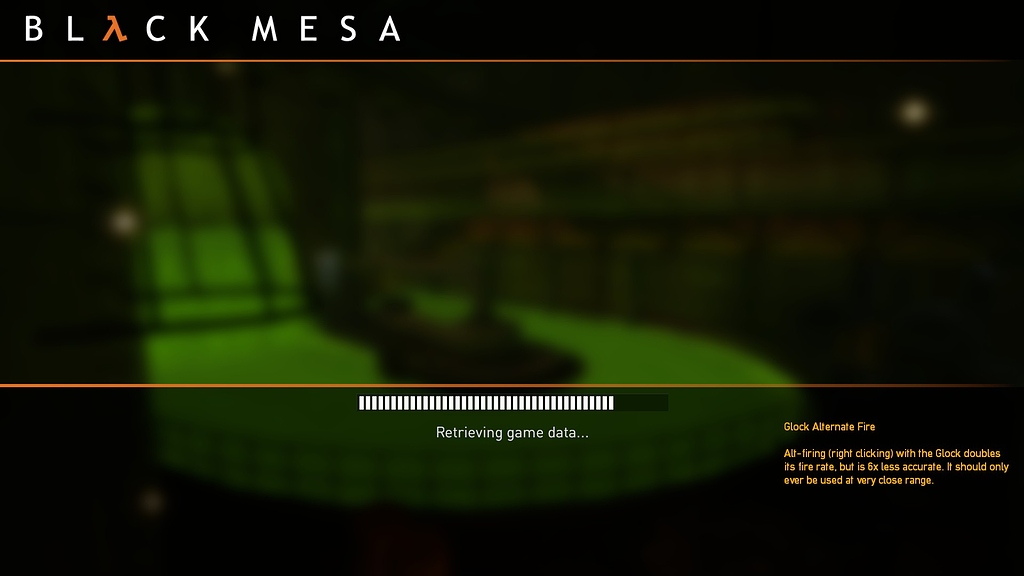 BLλCK MESA
Retrieving game data...
Glock Alternate Fire
Alt-firing (right clicking) with the Glock doubles
its fire rate, but is 6x less accurate. It should only
ever be used at very close range.